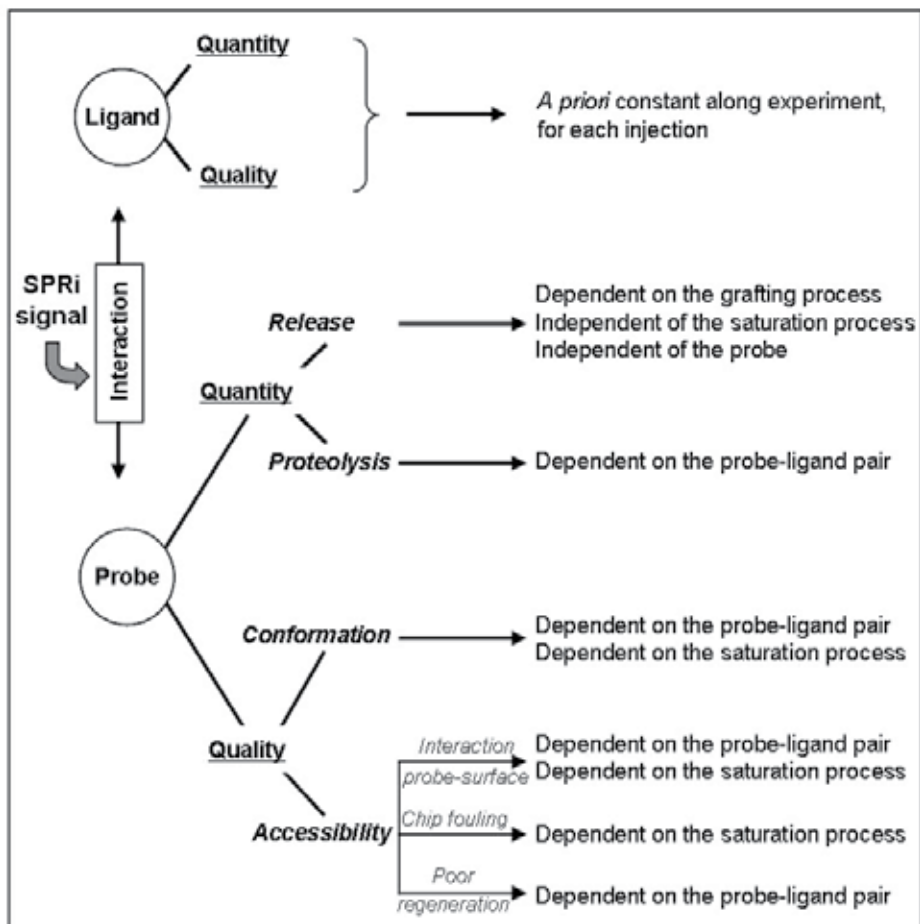 Quantity
Ligand
Quality
A priori constant along experiment,
for each injection
SPRi
signal
Interaction
Release
Dependent on the grafting process
Independent of the saturation process
Independent of the probe
Quantity
Proteolysis
Dependent on the probe-ligand pair
Probe
Conformation
Dependent on the probe-ligand pair
Dependent on the saturation process
Quality
Accessibility
Interaction
probe-surface
Dependent on the probe-ligand pair
Dependent on the saturation process
Chip fouling
Dependent on the saturation process
Poor
regeneration
Dependent on the probe-ligand pair